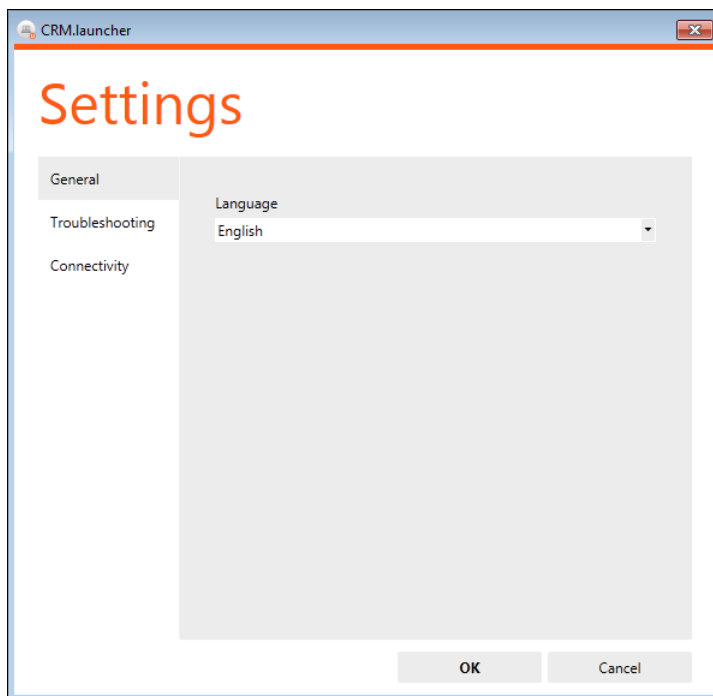 CRM.launcher
Settings
General
Troubleshooting
Connectivity
Language
English
OK
Cancel